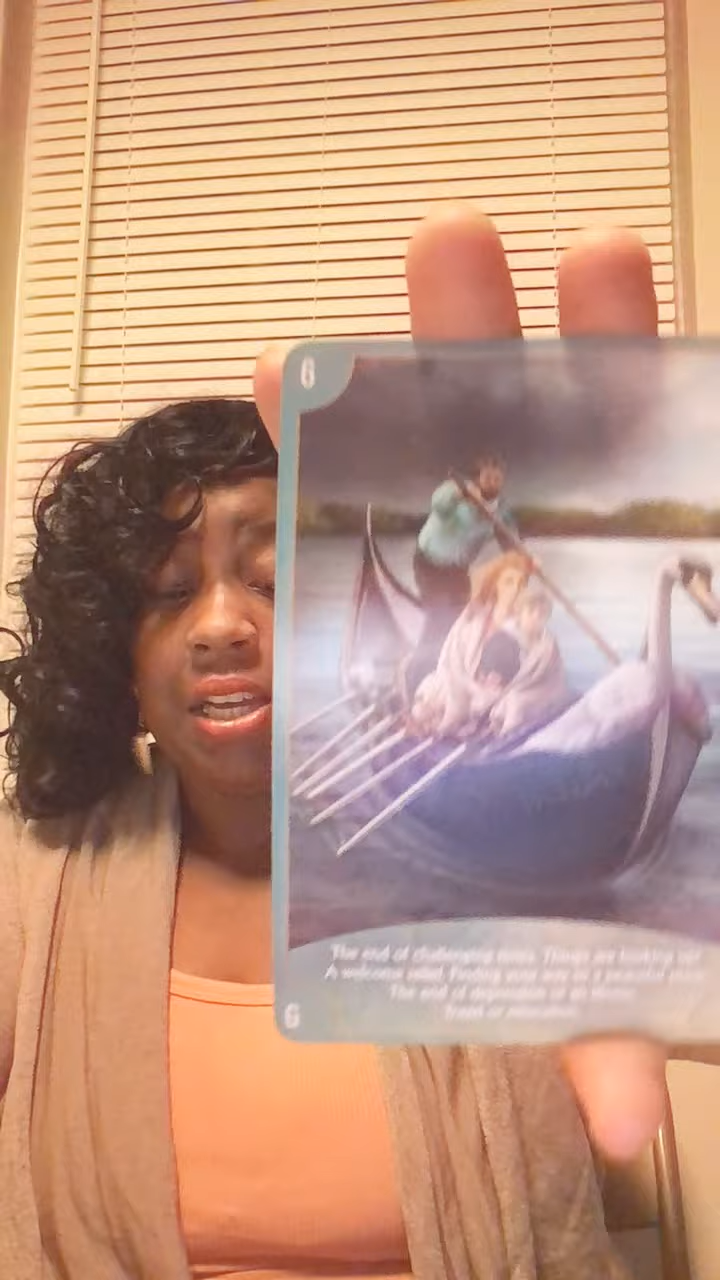 6
The end of challenging times. Things are looking up!
A welcomed relief. Finding your way to a peaceful place.
The end of depression or an illness.
Travel or relocation.
6